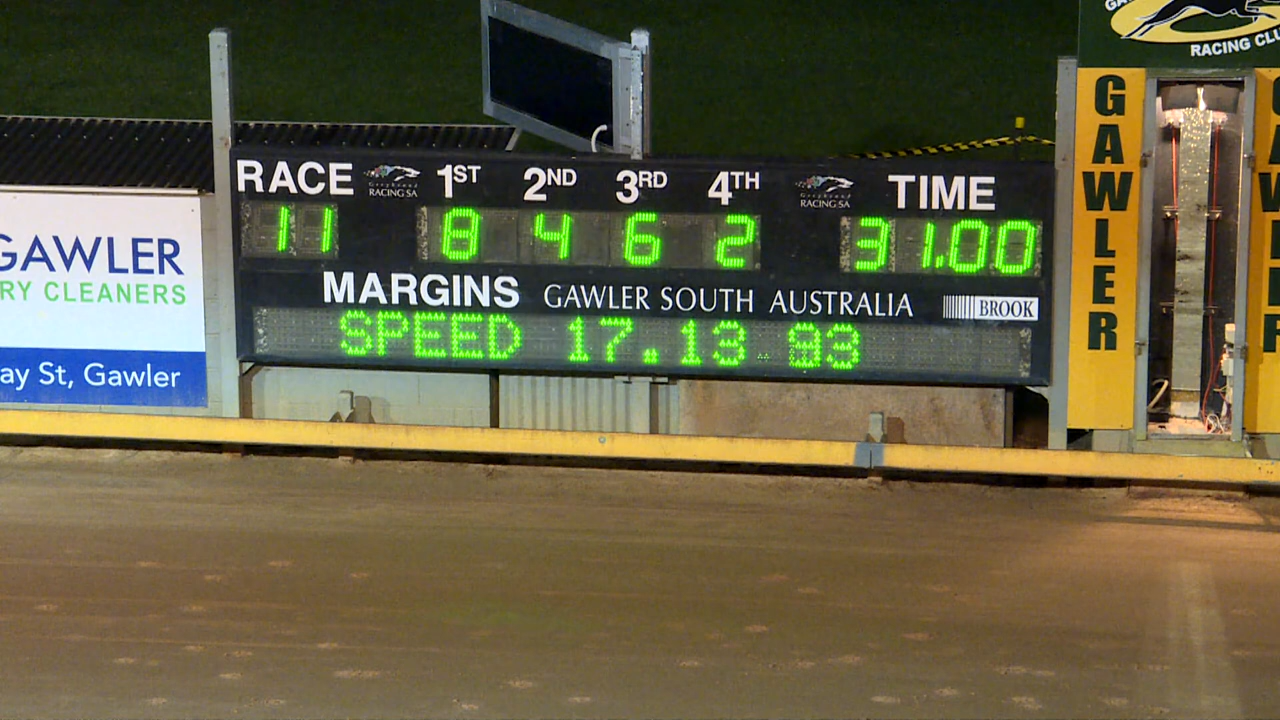 RACING CLU
RACE Greyhound RACING SA 1ST 2ND 3RD 4TH Greyhound RACING SA TIME
11 8 4 6 2 31.00
MARGINS GAWLER SOUTH AUSTRALIA BROOK
SPEED 17.13
GAWLER
GAWLER
RY CLEANERS
ay St, Gawler